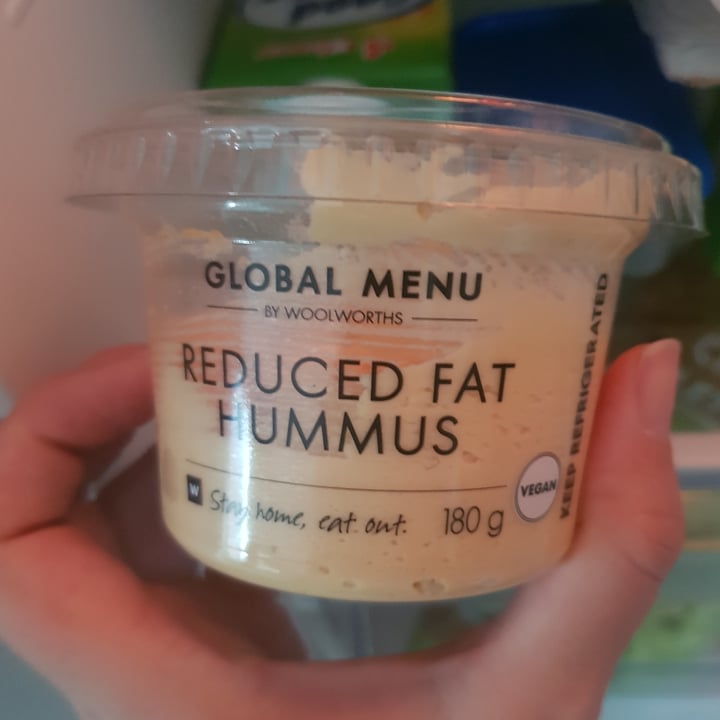 GLOBAL MENU
BY WOOLWORTHS
REDUCED FAT
HUMMUS
W
Stay home, eat out.
180 g
VEGAN
KEEP REFRIGERATED